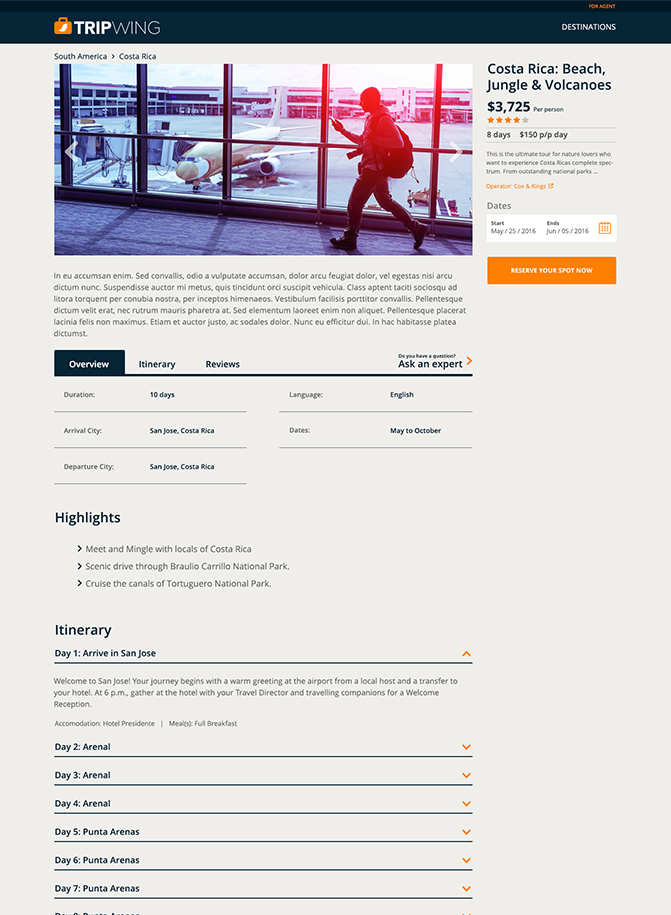 FOR AGENT
TRIPWING
DESTINATIONS
South America > Costa Rica
Costa Rica: Beach,
Jungle & Volcanoes
$3,725 Per person
8 days $150 p/p day
This is the ultimate tour for nature lovers who
want to experience Costa Ricas complete spec-
trum. From outstanding national parks ...
Operator: Cox & Kings
Dates
Start Ends
May / 25 / 2016 Jun / 05 / 2016
RESERVE YOUR SPOT NOW
In eu accumsan enim. Sed convallis, odio a vulputate accumsan, dolor arcu feugiat dolor, vel egestas nisi arcu
dictum nunc. Suspendisse auctor mi metus, quis tincidunt orci suscipit vehicula. Class aptent taciti sociosqu ad
litora torquent per conubia nostra, per inceptos himenaeos. Vestibulum facilisis porttitor convallis. Pellentesque
dictum velit erat, nec rutrum mauris pharetra at. Sed elementum laoreet enim non aliquet. Pellentesque placerat
lacinia felis non maximus. Etiam et auctor justo, ac sodales dolor. Nunc eu efficitur dui. In hac habitasse platea
dictumst.
Overview Itinerary Reviews
Do you have a question?
Ask an expert
Duration: 10 days Language: English
Arrival City: San Jose, Costa Rica Dates: May to October
Departure City: San Jose, Costa Rica
Highlights
Meet and Mingle with locals of Costa Rica
Scenic drive through Braulio Carrillo National Park.
Cruise the canals of Tortuguero National Park.
Itinerary
Day 1: Arrive in San Jose
Welcome to San Jose! Your journey begins with a warm greeting at the airport from a local host and a transfer to
your hotel. At 6 p.m., gather at the hotel with your Travel Director and travelling companions for a Welcome
Reception.
Accomodation: Hotel Presidente | Meal(s): Full Breakfast
Day 2: Arenal
Day 3: Arenal
Day 4: Arenal
Day 5: Punta Arenas
Day 6: Punta Arenas
Day 7: Punta Arenas